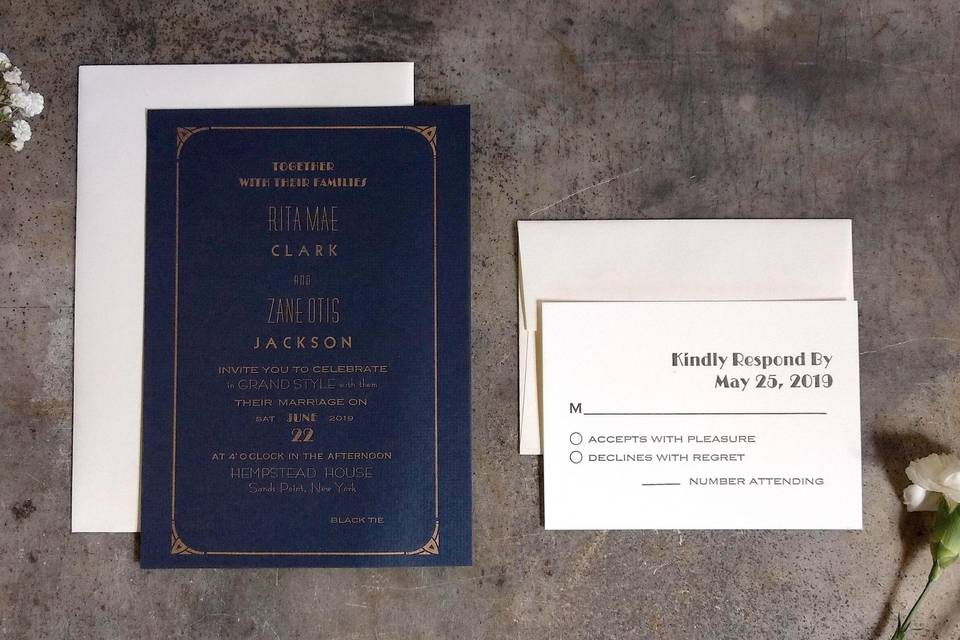 TOGETHER
WITH THEIR FAMILIES
RITA MAE
CLARK
AND
ZANE OTIS
JACKSON
INVITE YOU TO CELEBRATE
in GRAND STYLE with them
THEIR MARRIAGE ON
SAT JUNE 2019
22
AT 4 O'CLOCK IN THE AFTERNOON
HEMPSTEAD HOUSE
Sands Point, New York
BLACK TIE
Kindly Respond By
May 25, 2019
M
ACCEPTS WITH PLEASURE
DECLINES WITH REGRET
NUMBER ATTENDING